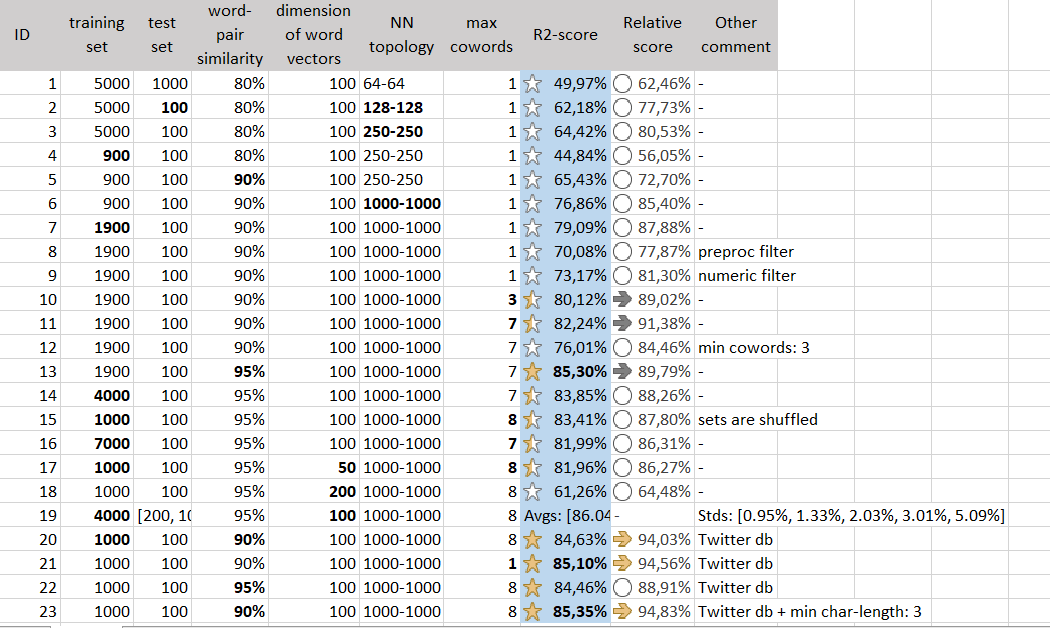 ID training set test set word-pair similarity dimension of word vectors NN topology max cowords R2-score Relative score Other comment
1 5000 1000 80% 100 64-64 1 49,97% 62,46% -
2 5000 100 80% 100 128-128 1 62,18% 77,73% -
3 5000 100 80% 100 250-250 1 64,42% 80,53% -
4 900 100 80% 100 250-250 1 44,84% 56,05% -
5 900 100 90% 100 250-250 1 65,43% 72,70% -
6 900 100 90% 100 1000-1000 1 76,86% 85,40% -
7 1900 100 90% 100 1000-1000 1 79,09% 87,88% -
8 1900 100 90% 100 1000-1000 1 70,08% 77,87% preproc filter
9 1900 100 90% 100 1000-1000 1 73,17% 81,30% numeric filter
10 1900 100 90% 100 1000-1000 3 80,12% 89,02% -
11 1900 100 90% 100 1000-1000 7 82,24% 91,38% -
12 1900 100 90% 100 1000-1000 7 76,01% 84,46% min cowords: 3
13 1900 100 95% 100 1000-1000 7 85,30% 89,79% -
14 4000 100 95% 100 1000-1000 7 83,85% 88,26% -
15 1000 100 95% 100 1000-1000 8 83,41% 87,80% sets are shuffled
16 7000 100 95% 100 1000-1000 7 81,99% 86,31% -
17 1000 100 95% 50 1000-1000 8 81,96% 86,27% -
18 1000 100 95% 200 1000-1000 8 61,26% 64,48% -
19 4000 [200, 10 95% 100 1000-1000 8 Avgs: [86.04 - Stds: [0.95%, 1.33%, 2.03%, 3.01%, 5.09%]
20 1000 100 90% 100 1000-1000 8 84,63% 94,03% Twitter db
21 1000 100 90% 100 1000-1000 1 85,10% 94,56% Twitter db
22 1000 100 95% 100 1000-1000 8 84,46% 88,91% Twitter db
23 1000 100 90% 100 1000-1000 8 85,35% 94,83% Twitter db + min char-length: 3